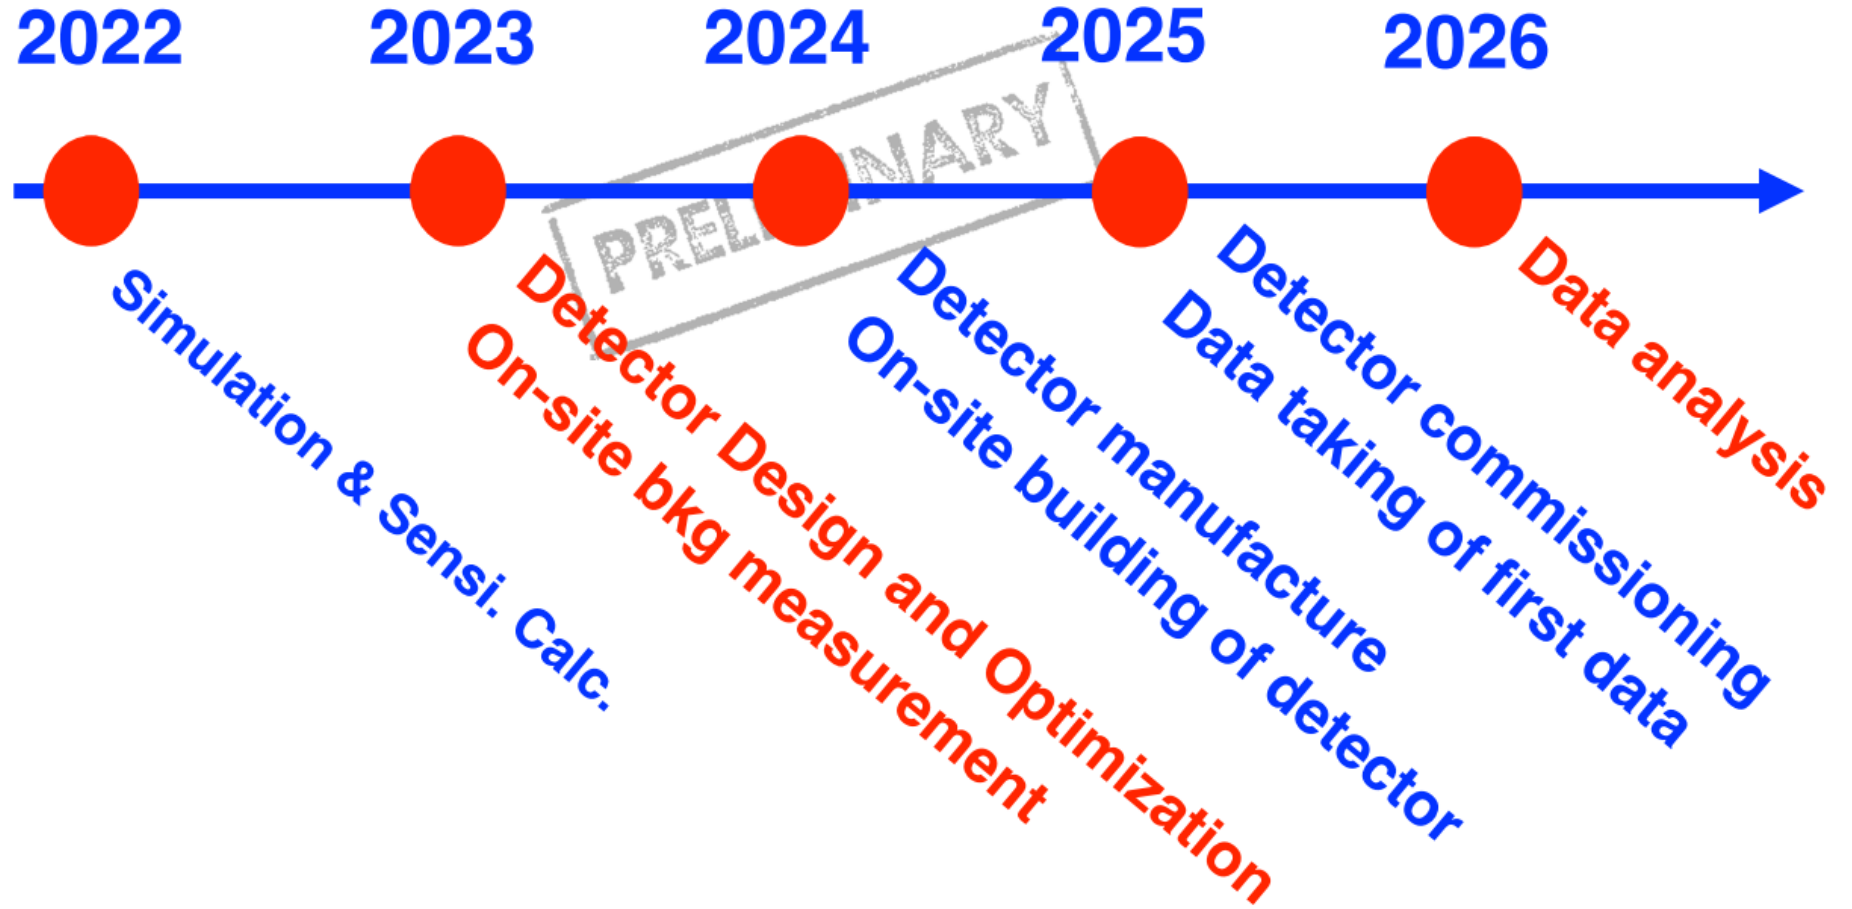 2022
2023
2024
2025
2026
PRELIMINARY
Simulation & Sensi. Calc.
Detector Design and Optimization
On-site bkg measurement
Detector manufacture
On-site building of detector
Detector commissioning
Data taking of first data
Data analysis